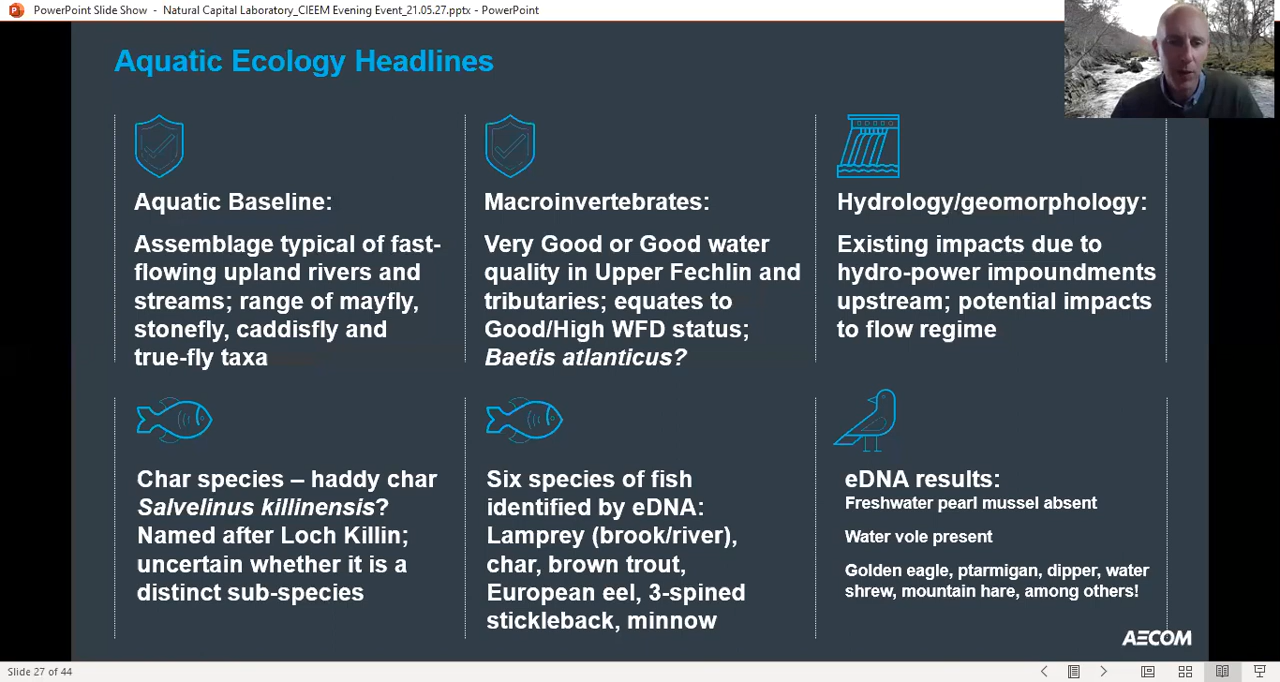 PowerPoint Slide Show - Natural Capital Laboratory_CIEEM Evening Event_21.05.27.pptx - PowerPoint
Aquatic Ecology Headlines
Aquatic Baseline:
Assemblage typical of fast-
flowing upland rivers and
streams; range of mayfly,
stonefly, caddisfly and
true-fly taxa
Macroinvertebrates:
Very Good or Good water
quality in Upper Fechlin and
tributaries; equates to
Good/High WFD status;
Baetis atlanticus?
Hydrology/geomorphology:
Existing impacts due to
hydro-power impoundments
upstream; potential impacts
to flow regime
Char species – haddy char
Salvelinus killinensis?
Named after Loch Killin;
uncertain whether it is a
distinct sub-species
Six species of fish
identified by eDNA:
Lamprey (brook/river),
char, brown trout,
European eel, 3-spined
stickleback, minnow
eDNA results:
Freshwater pearl mussel absent
Water vole present
Golden eagle, ptarmigan, dipper, water
shrew, mountain hare, among others!
AECOM
Slide 27 of 44